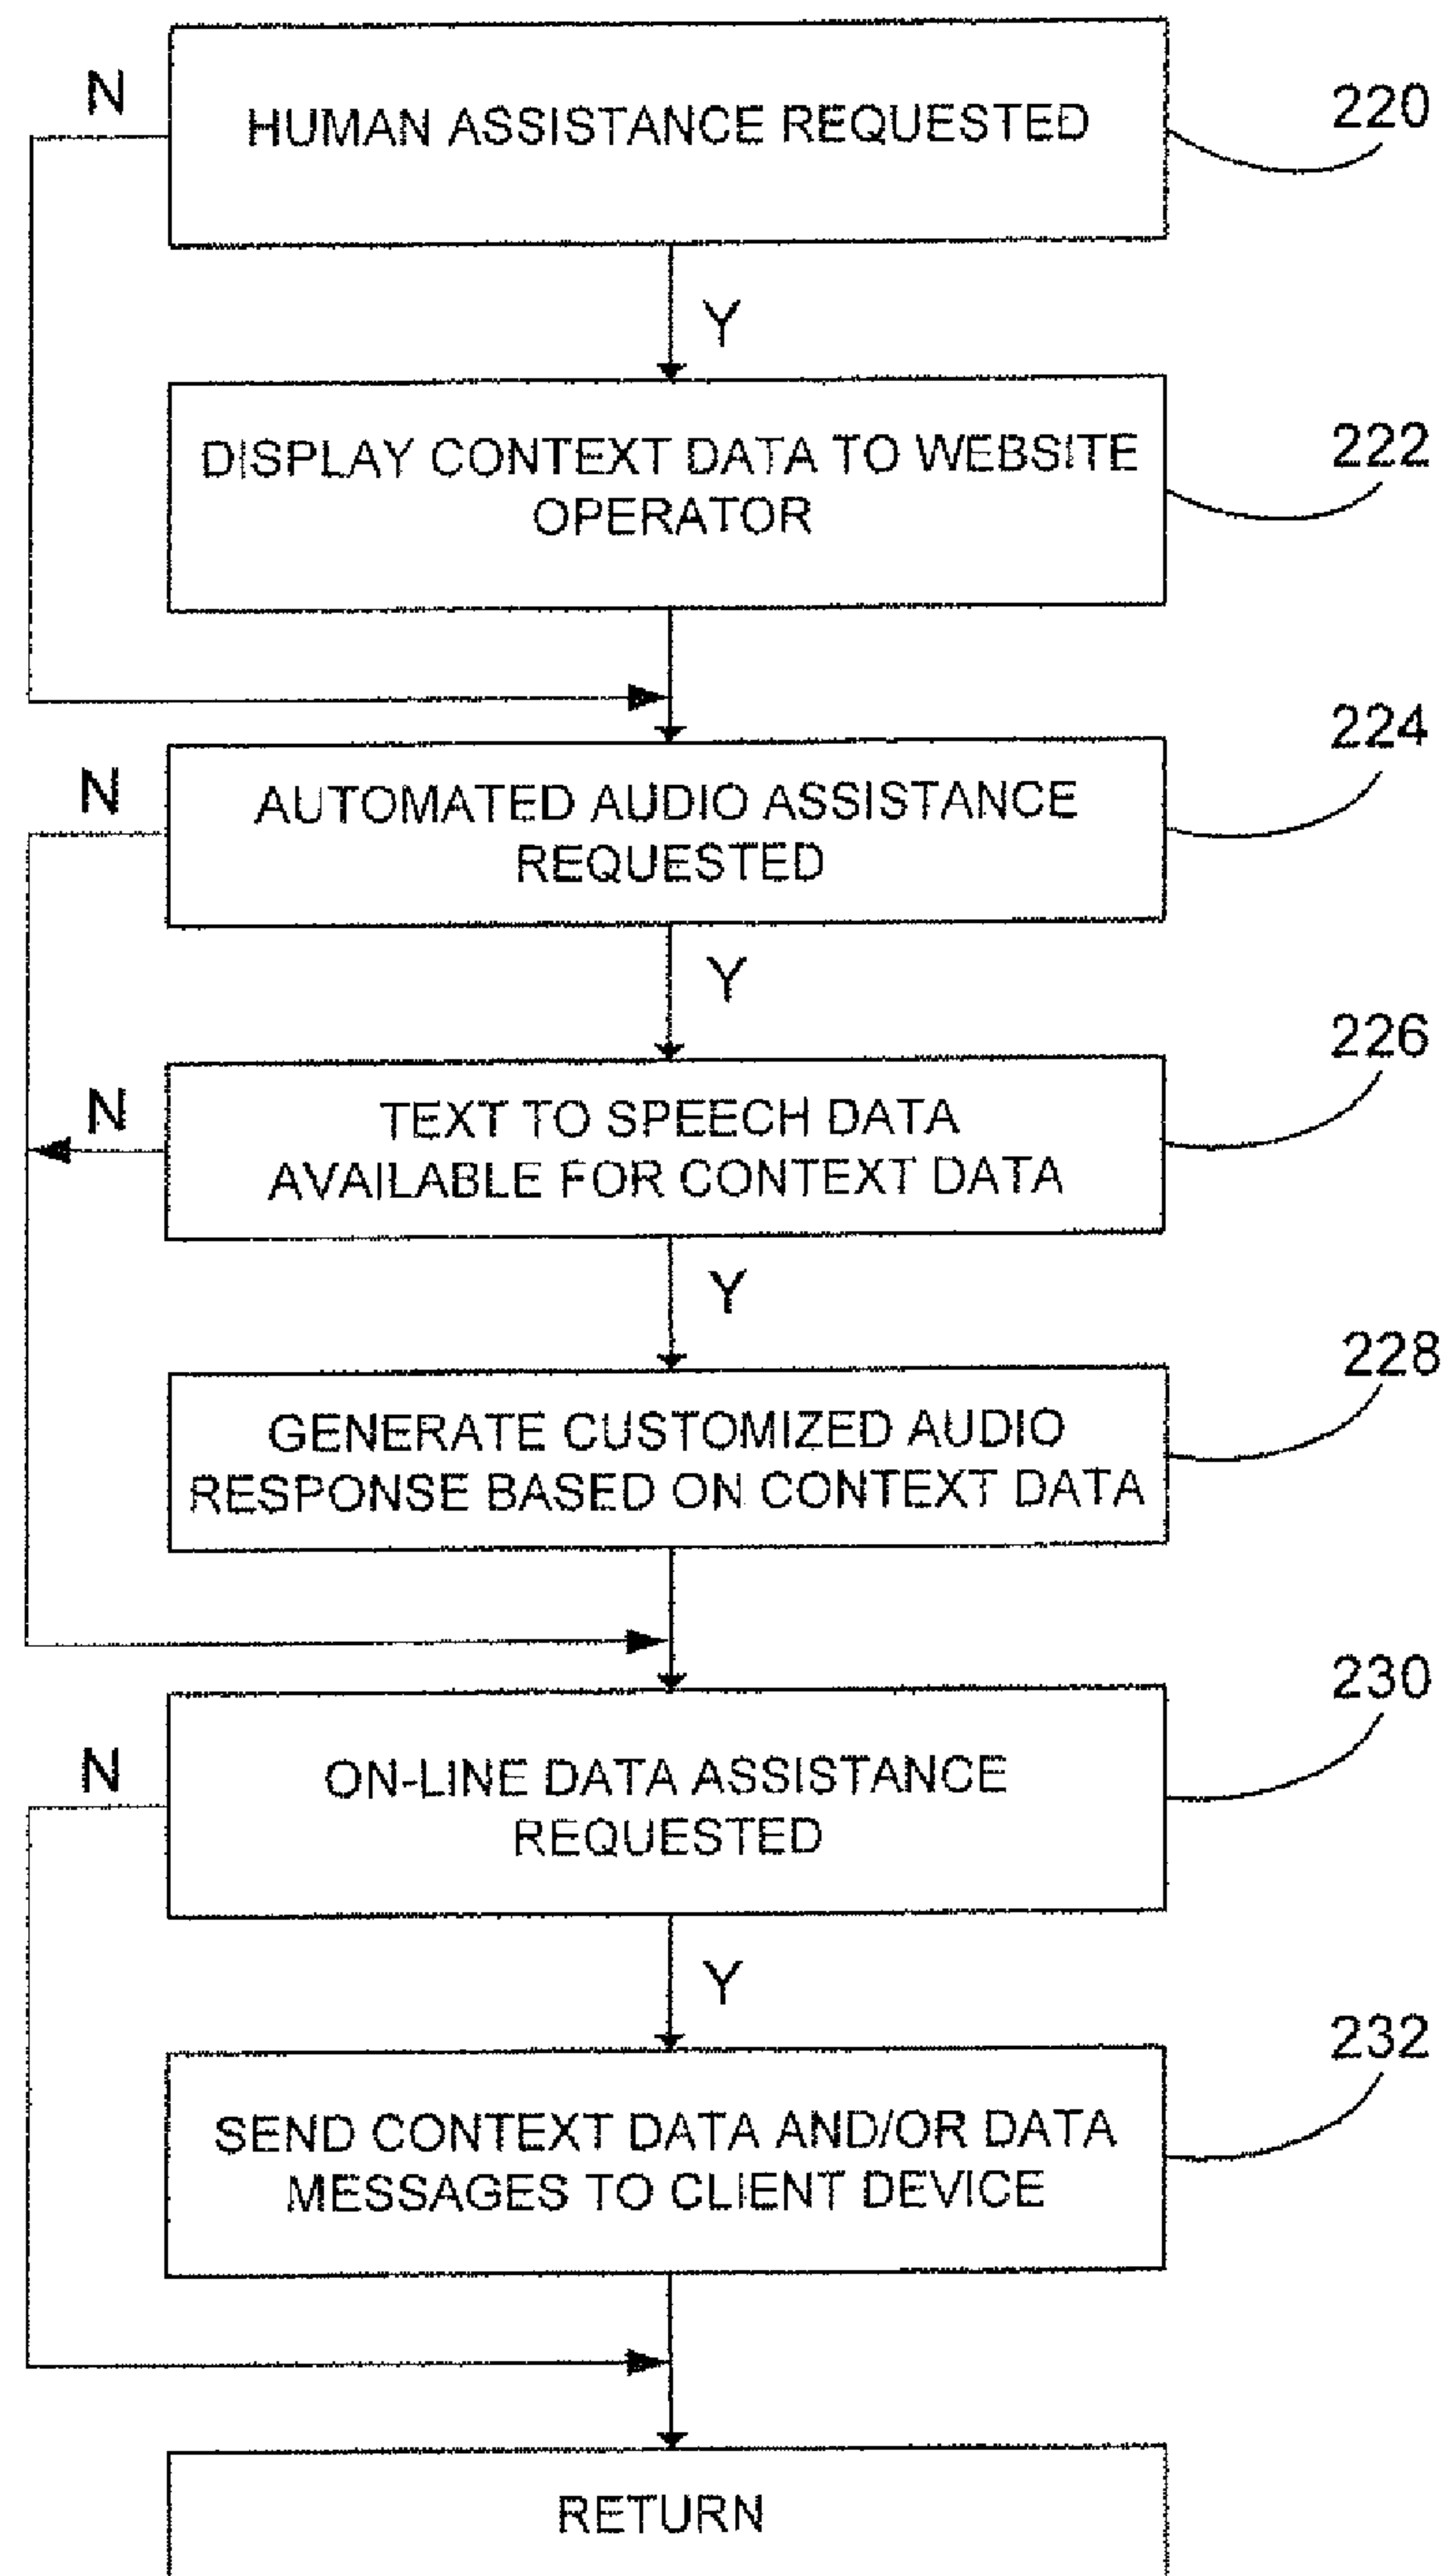 N
HUMAN ASSISTANCE REQUESTED
220
Y
DISPLAY CONTEXT DATA TO WEBSITE
OPERATOR
222
N
AUTOMATED AUDIO ASSISTANCE
REQUESTED
224
Y
N
TEXT TO SPEECH DATA
AVAILABLE FOR CONTEXT DATA
226
Y
GENERATE CUSTOMIZED AUDIO
RESPONSE BASED ON CONTEXT DATA
228
N
ON-LINE DATA ASSISTANCE
REQUESTED
230
Y
SEND CONTEXT DATA AND/OR DATA
MESSAGES TO CLIENT DEVICE
232
RETURN